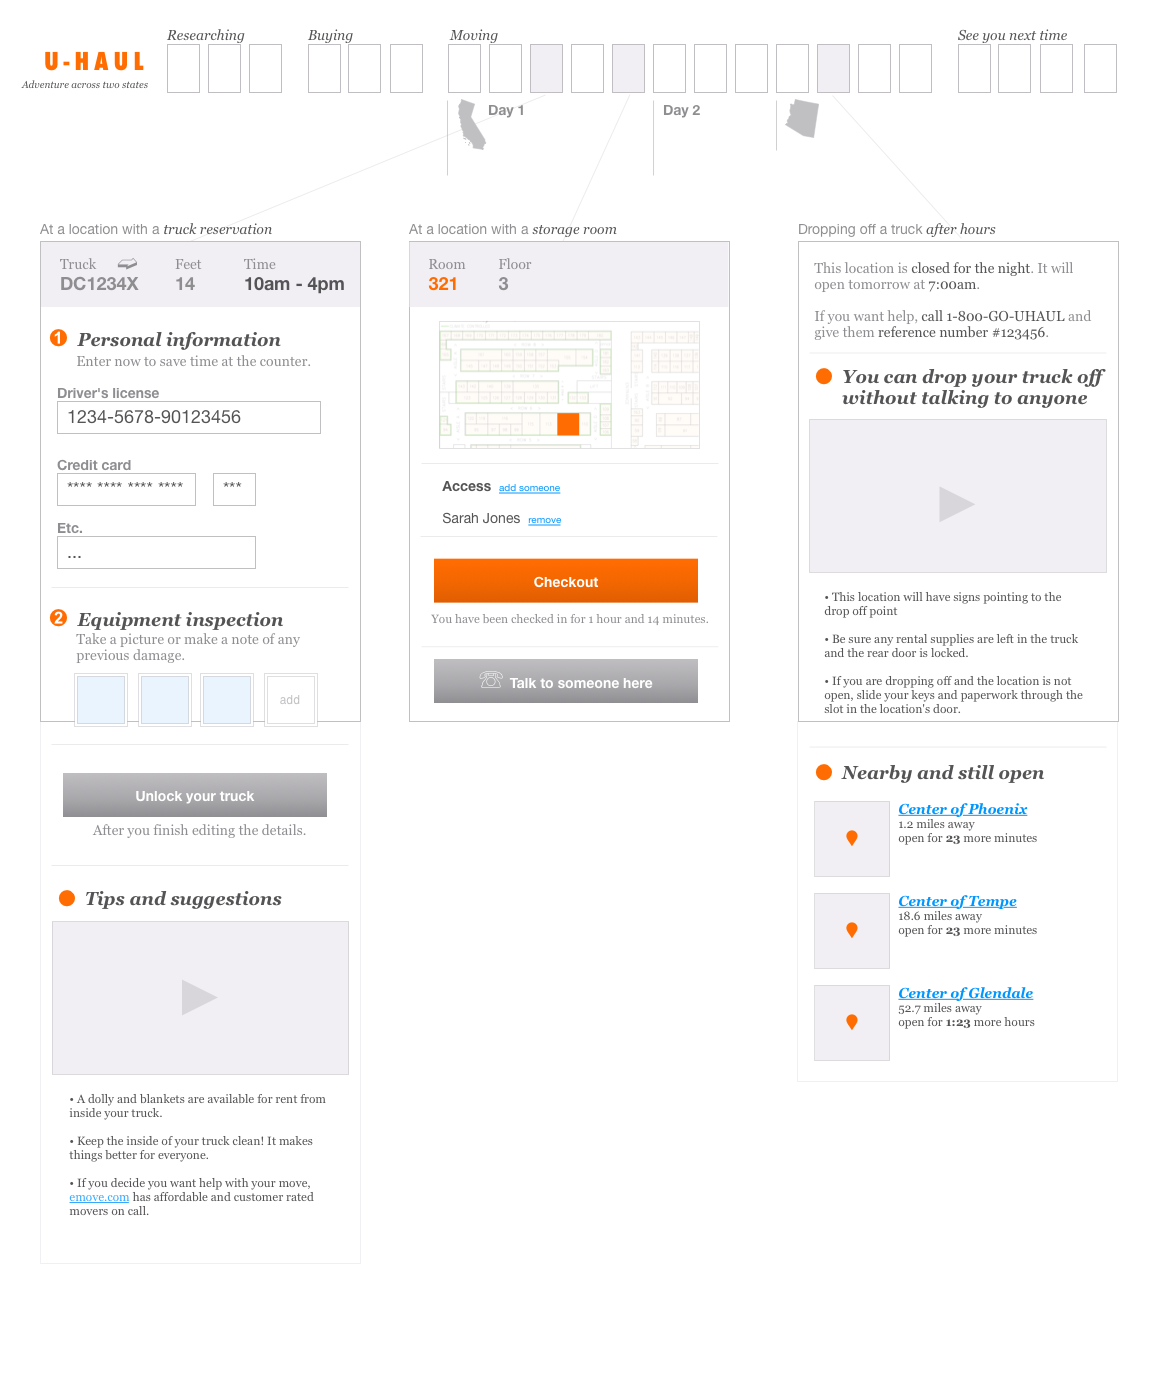 Researching
Buying
Moving
See you next time
U-HAUL
Adventure across two states
Day 1
Day 2
At a location with a truck reservation
Truck
Feet
Time
DC1234X
14
10am - 4pm
1
Personal information
Enter now to save time at the counter.
Driver's license
1234-5678-90123456
Credit card
**** **** **** ****
***
Etc.
...
2
Equipment inspection
Take a picture or make a note of any
previous damage.
add
Unlock your truck
After you finish editing the details.
Tips and suggestions
• A dolly and blankets are available for rent from
inside your truck.
• Keep the inside of your truck clean! It makes
things better for everyone.
• If you decide you want help with your move,
emove.com has affordable and customer rated
movers on call.
At a location with a storage room
Room
Floor
321
3
Access add someone
Sarah Jones remove
Checkout
You have been checked in for 1 hour and 14 minutes.
Talk to someone here
Dropping off a truck after hours
This location is closed for the night. It will
open tomorrow at 7:00am.
If you want help, call 1-800-GO-UHAUL and
give them reference number #123456.
You can drop your truck off
without talking to anyone
• This location will have signs pointing to the
drop off point
• Be sure any rental supplies are left in the truck
and the rear door is locked.
• If you are dropping off and the location is not
open, slide your keys and paperwork through the
slot in the location's door.
Nearby and still open
Center of Phoenix
1.2 miles away
open for 23 more minutes
Center of Tempe
18.6 miles away
open for 23 more minutes
Center of Glendale
52.7 miles away
open for 1:23 more hours